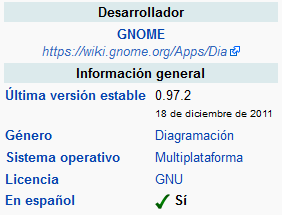 Desarrollador
GNOME
https://wiki.gnome.org/Apps/Dia
Información general
Última versión estable 0.97.2
18 de diciembre de 2011
Género Diagramación
Sistema operativo Multiplataforma
Licencia GNU
En español Sí